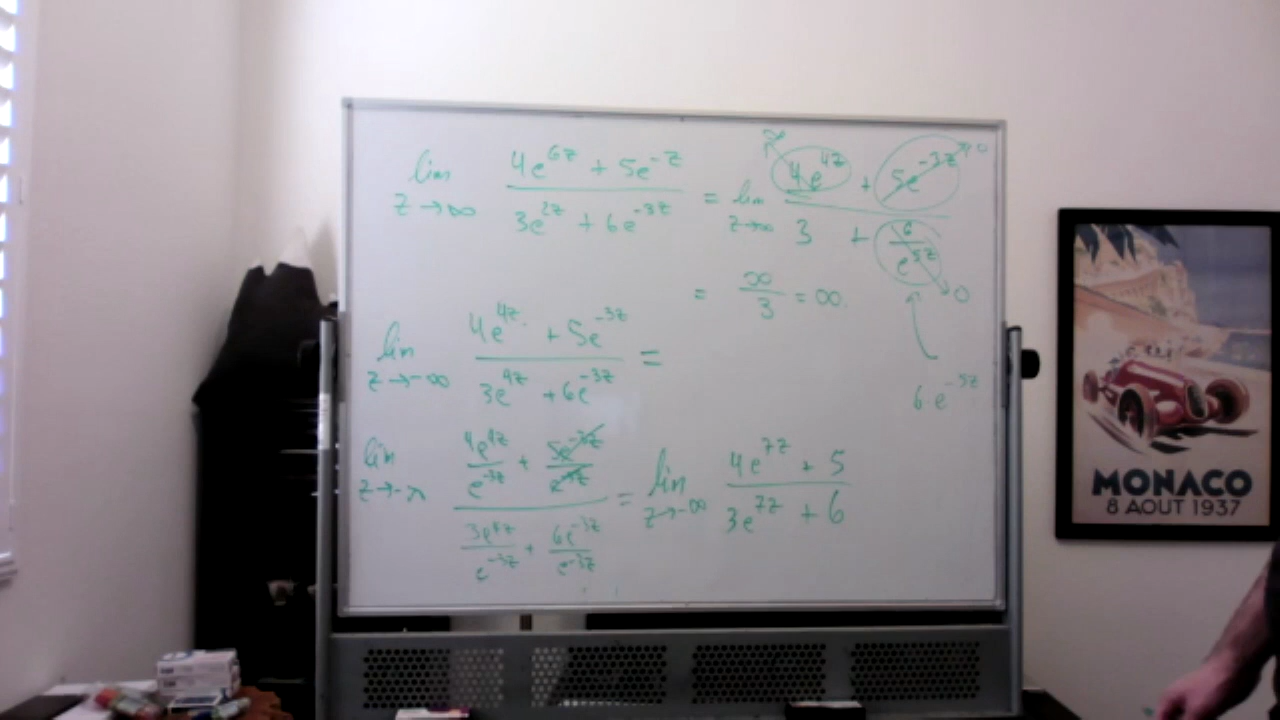 lim z→∞ (4e^{6z} + 5e^{-z}) / (3e^{2z} + 6e^{-3z}) = lim z→∞ (4e^{4z} + 5e^{-3z}) / (3 + 6/e^{5z})
∞ 0 0
= ∞/3 = ∞.
6e^{-5z}
lim z→-∞ (4e^{4z} + 5e^{-3z}) / (3e^{4z} + 6e^{-3z}) =
lim z→-∞ (4e^{4z}/e^{-3z} + 5e^{-3z}/e^{-3z}) / (3e^{4z}/e^{-3z} + 6e^{-3z}/e^{-3z}) = lim z→-∞ (4e^{7z} + 5) / (3e^{7z} + 6)
MONACO
8 AOUT 1937